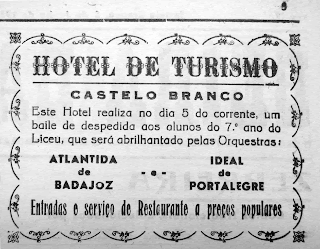 HOTEL DE TURISMO
CASTELO BRANCO
Este Hotel realiza no dia 5 do corrente, um
baile de despedida aos alunos do 7.º ano do
Liceu, que será abrilhantado pelas Orquestras:
ATLANTIDA IDEAL
de -o- de
BADAJOZ PORTALEGRE
Entradas e serviço de Restaurante a preços populares